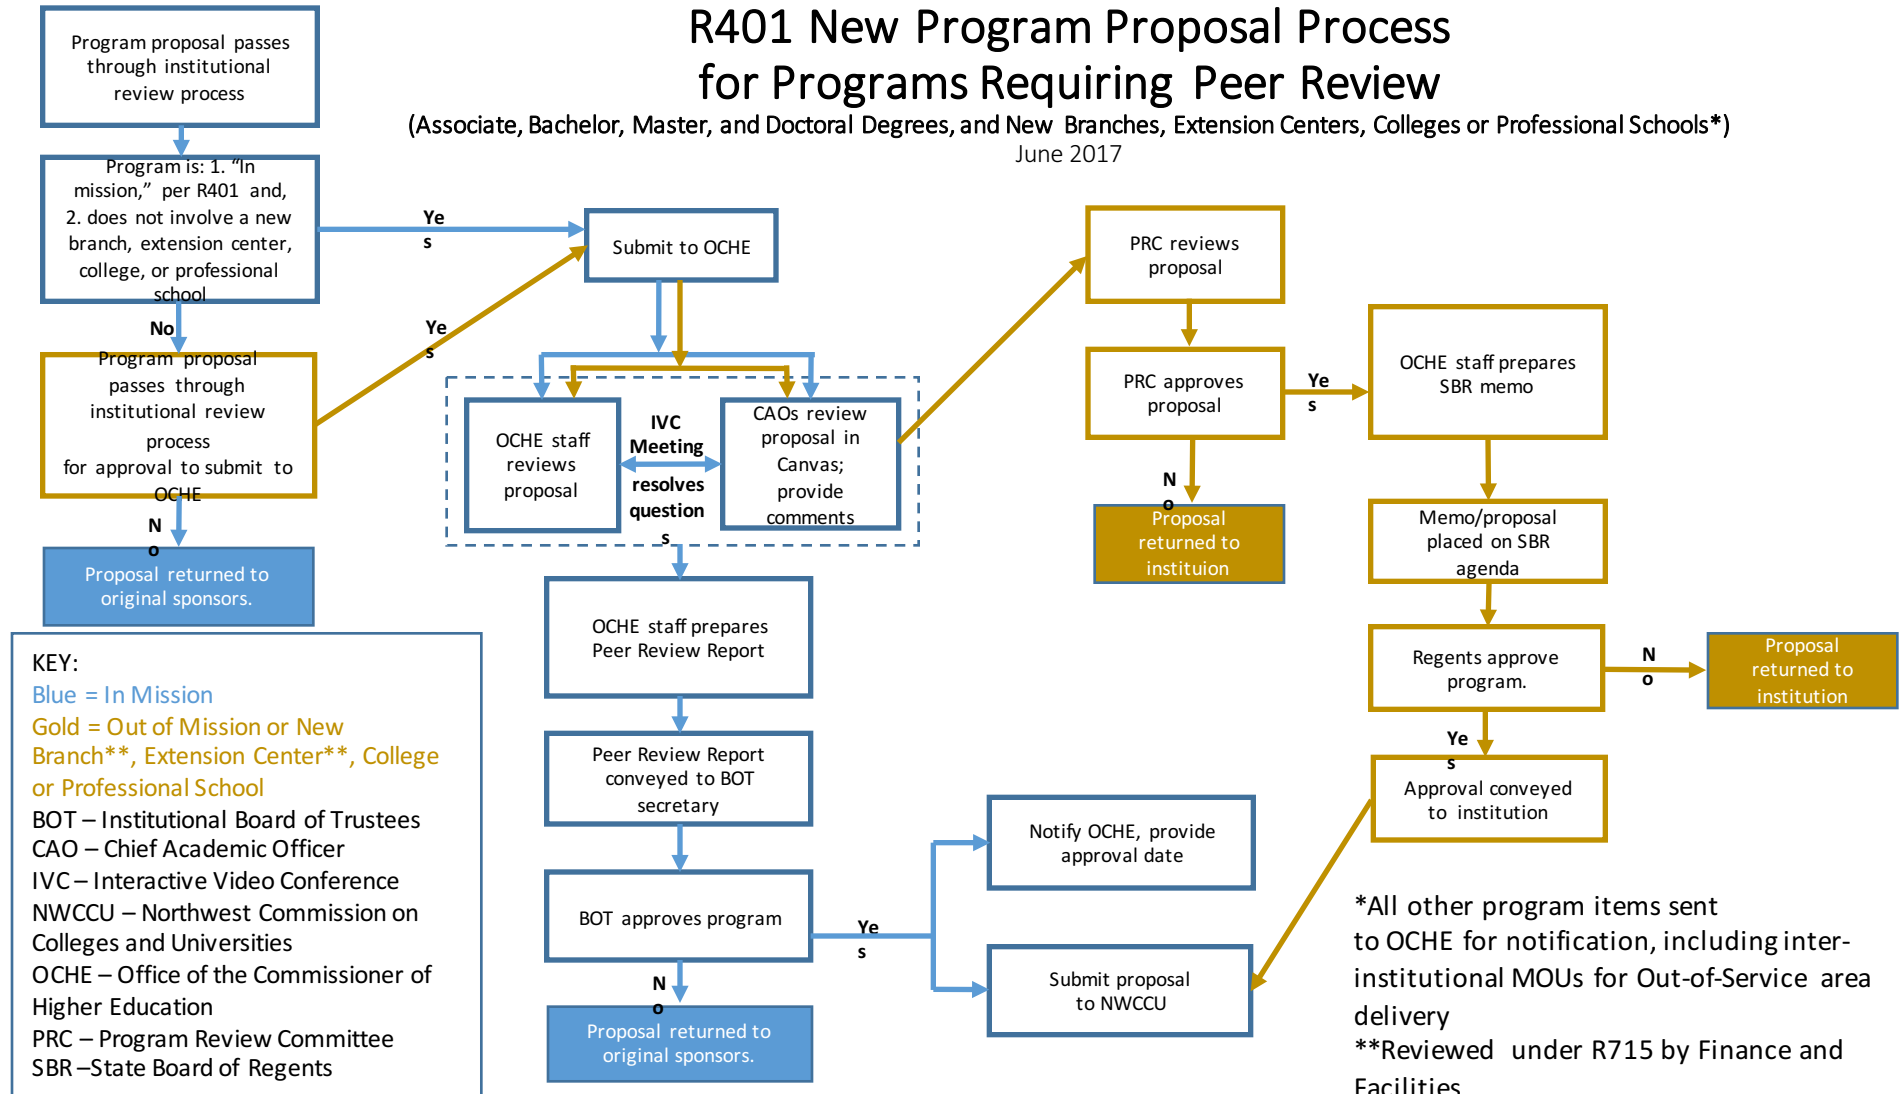 R401 New Program Proposal Process
for Programs Requiring Peer Review
(Associate, Bachelor, Master, and Doctoral Degrees, and New Branches, Extension Centers, Colleges or Professional Schools*)
June 2017
Program proposal passes
through institutional
review process
Program is: 1. “In
mission,” per R401 and,
2. does not involve a new
branch, extension center,
college, or professional
school
Ye
s
No
Program proposal
passes through
institutional review
process
for approval to submit to
OCHE
Ye
s
N
o
Proposal returned to
original sponsors.
Submit to OCHE
OCHE staff
reviews
proposal
IVC
Meeting
resolves
question
s
CAOs review
proposal in
Canvas;
provide
comments
OCHE staff prepares
Peer Review Report
Peer Review Report
conveyed to BOT
secretary
BOT approves program
Ye
s
N
o
Proposal returned to
original sponsors.
Notify OCHE, provide
approval date
Submit proposal
to NWCCU
PRC reviews
proposal
PRC approves
proposal
Ye
s
N
o
Proposal
returned to
instituion
OCHE staff prepares
SBR memo
Memo/proposal
placed on SBR
agenda
Regents approve
program.
N
o
Proposal
returned to
institution
Ye
s
Approval conveyed
to institution
KEY:
Blue = In Mission
Gold = Out of Mission or New
Branch**, Extension Center**, College
or Professional School
BOT – Institutional Board of Trustees
CAO – Chief Academic Officer
IVC – Interactive Video Conference
NWCCU – Northwest Commission on
Colleges and Universities
OCHE – Office of the Commissioner of
Higher Education
PRC – Program Review Committee
SBR –State Board of Regents
*All other program items sent
to OCHE for notification, including inter-
institutional MOUs for Out-of-Service area
delivery
**Reviewed under R715 by Finance and
Facilities